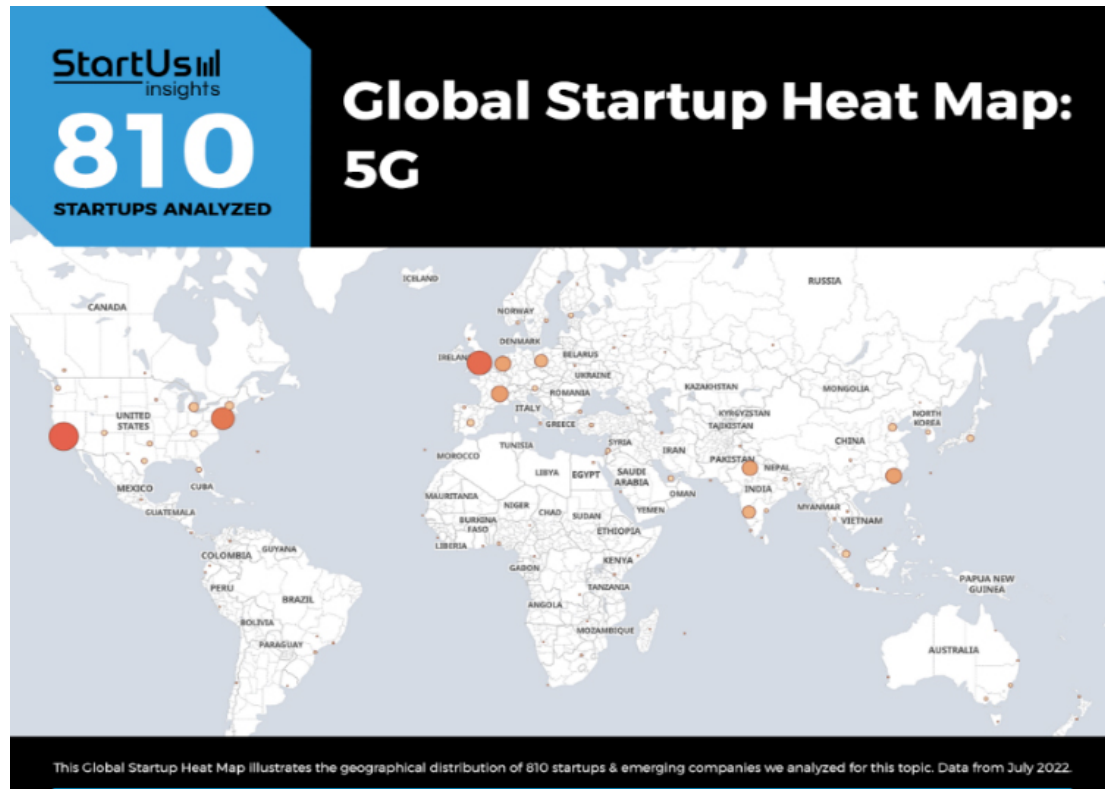 StartUs
insights
810
STARTUPS ANALYZED
Global Startup Heat Map:
5G
ICELAND
RUSSIA
CANADA
NORWAY
DENMARK
IRELAND
BELARUS
UKRAINE
KAZAKHSTAN
MONGOLIA
ROMANIA
UNITED
STATES
ITALY
GREECE
KYRGYZSTAN
TAJIKISTAN
NORTH
KOREA
CHINA
TUNISIA
SYRIA
IRAN
MOROCCO
PAKISTAN
NEPAL
LIBYA
EGYPT
SAUDI
ARABIA
MEXICO
CUBA
INDIA
OMAN
MAURITANIA
GUATEMALA
NIGER
CHAD
SUDAN
YEMEN
MYANMAR
VIETNAM
BURKINA
FASO
ETHIOPIA
LIBERIA
COLOMBIA
GUYANA
GABON
KENYA
PERU
BRAZIL
TANZANIA
PAPUA NEW
GUINEA
ANGOLA
BOLIVIA
MOZAMBIQUE
PARAGUAY
AUSTRALIA
This Global Startup Heat Map illustrates the geographical distribution of 810 startups & emerging companies we analyzed for this topic. Data from July 2022.